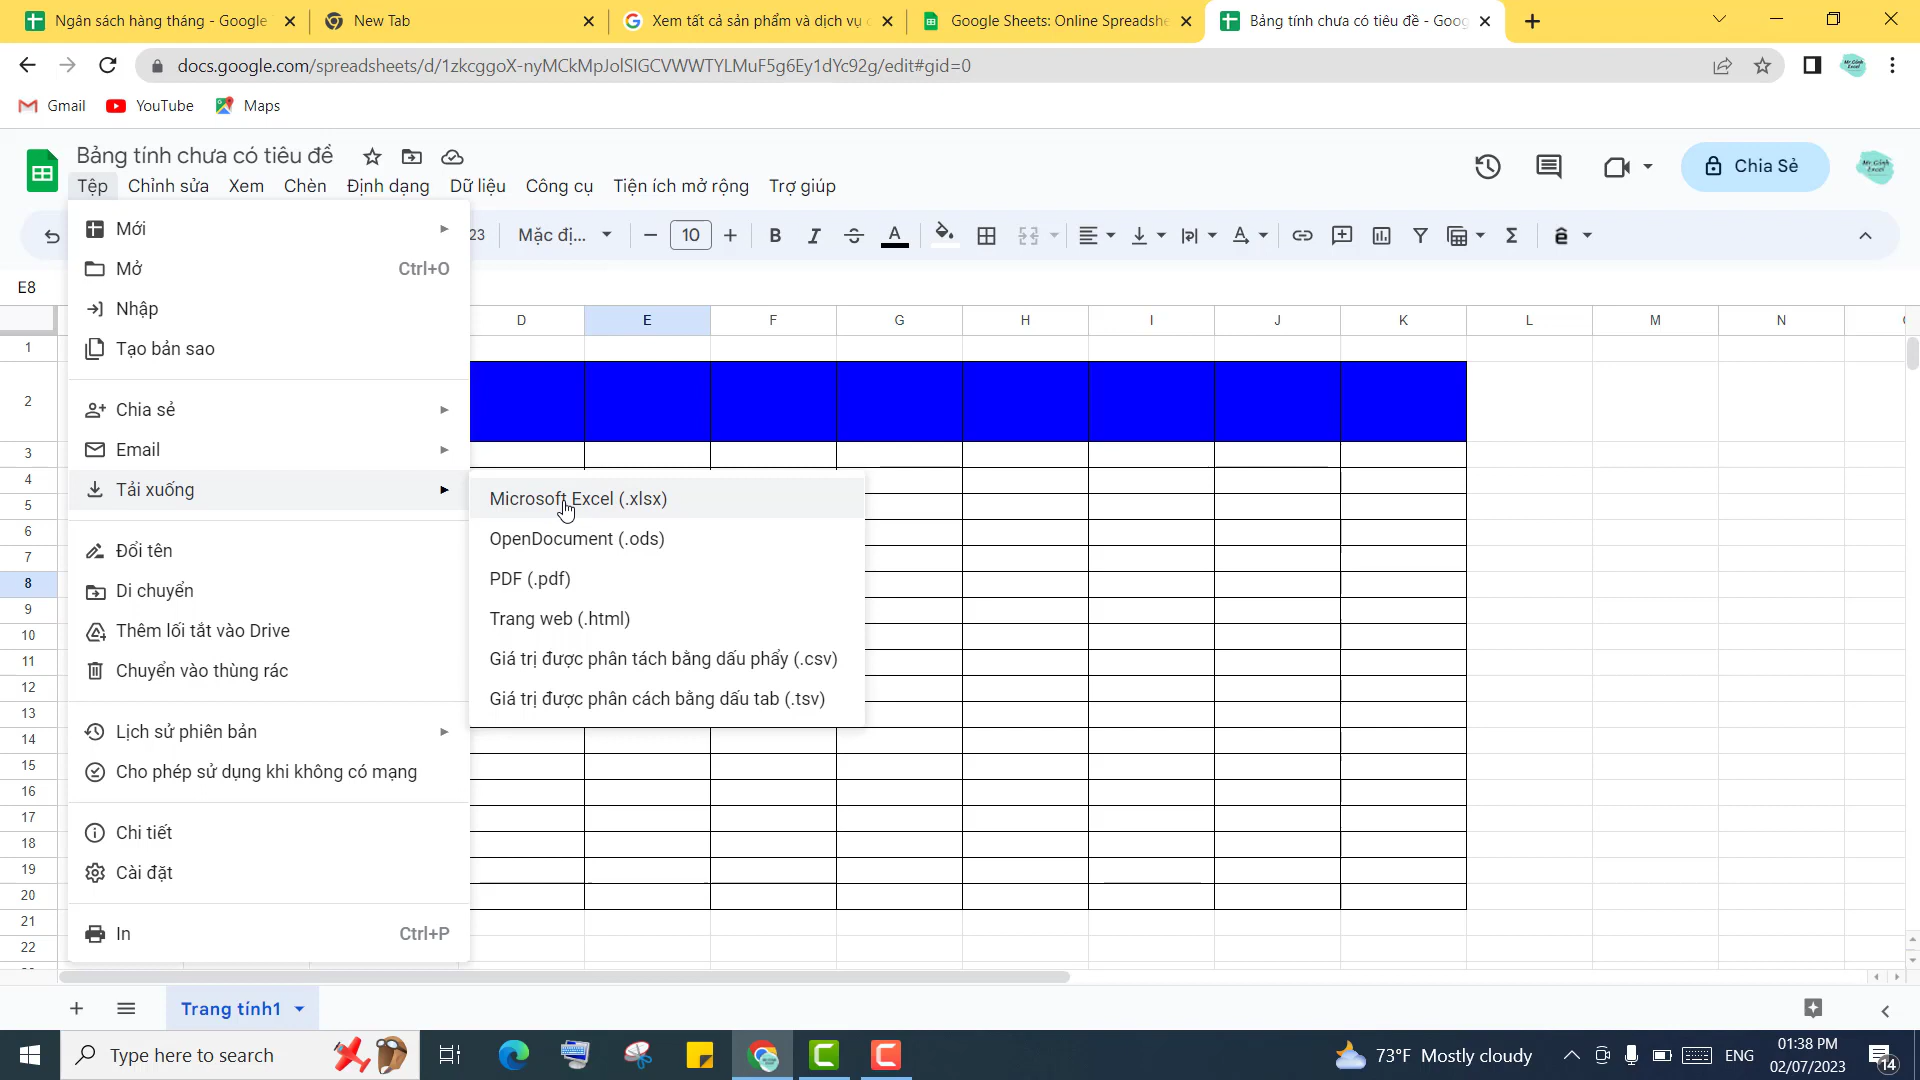 Ngân sách hàng tháng - Google
New Tab
Xem tất cả sản phẩm và dịch vụ c
Google Sheets: Online Spreadshe
Bảng tính chưa có tiêu đề - Goog
docs.google.com/spreadsheets/d/1zkcggoX-nyMCkMpJolSIGCVWWTYLMuF5g6Ey1dYc92g/edit#gid=0
Gmail
YouTube
Maps
Bảng tính chưa có tiêu đề
Tệp Chỉnh sửa Xem Chèn Định dạng Dữ liệu Công cụ Tiện ích mở rộng Trợ giúp
Chia Sẻ
23 Mặc đị... 10 B I A A Σ ê
E8
D E F G H I J K L M N
Mới
Mở Ctrl+O
Nhập
Tạo bản sao
Chia sẻ
Email
Tải xuống
Đổi tên
Di chuyển
Thêm lối tắt vào Drive
Chuyển vào thùng rác
Lịch sử phiên bản
Cho phép sử dụng khi không có mạng
Chi tiết
Cài đặt
In Ctrl+P
Microsoft Excel (.xlsx)
OpenDocument (.ods)
PDF (.pdf)
Trang web (.html)
Giá trị được phân tách bằng dấu phẩy (.csv)
Giá trị được phân cách bằng dấu tab (.tsv)
1
2
3
4
5
6
7
8
9
10
11
12
13
14
15
16
17
18
19
20
21
22
Trang tính1
Type here to search
73°F Mostly cloudy
ENG
01:38 PM
02/07/2023
14